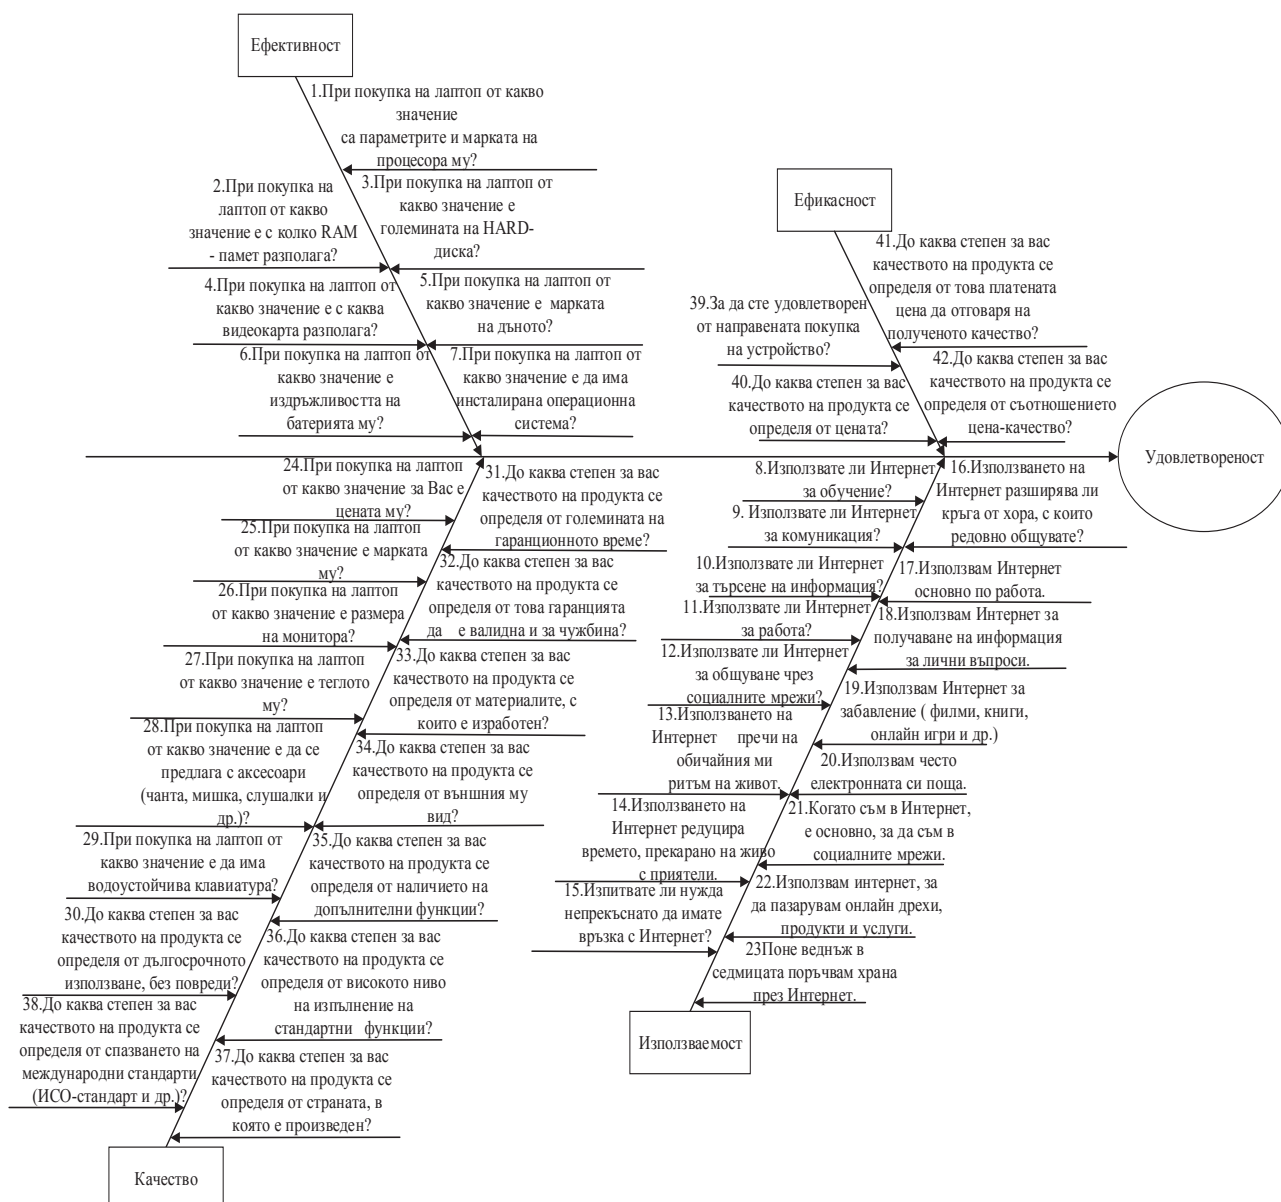 Ефективност
1.При покупка на лаптоп от какво
значение
са параметрите и марката на
процесора му?
2.При покупка на
лаптоп от какво
значение е с колко RAM
- памет разполага?
3.При покупка на лаптоп от
какво значение е
големината на HARD-
диска?
4.При покупка на лаптоп от
какво значение е с каква
видеокарта разполага?
5.При покупка на лаптоп от
какво значение е марката
на дъното?
6.При покупка на лаптоп от
какво значение е
издръжливостта на
батерията му?
7.При покупка на лаптоп от
какво значение е да има
инсталирана операционна
система?
Ефикасност
41.До каква степен за вас
качеството на продукта се
определя от това платената
цена да отговаря на
полученото качество?
39.За да сте удовлетворен
от направената покупка
на устройство?
40.До каква степен за вас
качеството на продукта се
определя от цената?
42.До каква степен за вас
качеството на продукта се
определя от съотношението
цена-качество?
Удовлетвореност
24.При покупка на лаптоп
от какво значение за Вас е
цената му?
25.При покупка на лаптоп
от какво значение е марката
му?
26.При покупка на лаптоп
от какво значение е размера
на монитора?
27.При покупка на лаптоп
от какво значение е теглото
му?
28.При покупка на лаптоп
от какво значение е да се
предлага с аксесоари
(чанта, мишка, слушалки и
др.)?
29.При покупка на лаптоп от
какво значение е да има
водоустойчива клавиатура?
30.До каква степен за вас
качеството на продукта се
определя от дългосрочното
използване, без повреди?
38.До каква степен за вас
качеството на продукта се
определя от спазването на
международни стандарти
(ИСО-стандарт и др.)?
31.До каква степен за вас
качеството на продукта се
определя от големината на
гаранционното време?
32.До каква степен за вас
качеството на продукта се
определя от това гаранцията
да е валидна и за чужбина?
33.До каква степен за вас
качеството на продукта се
определя от материалите, с
които е изработен?
34.До каква степен за вас
качеството на продукта се
определя от външния му
вид?
35.До каква степен за вас
качеството на продукта се
определя от наличието на
допълнителни функции?
36.До каква степен за вас
качеството на продукта се
определя от високото ниво
на изпълнение на
стандартни функции?
37.До каква степен за вас
качеството на продукта се
определя от страната, в
която е произведен?
Качество
8.Използвате ли Интернет
за обучение?
9. Използвате ли Интернет
за комуникация?
10.Използвате ли Интернет
за търсене на информация?
11.Използвате ли Интернет
за работа?
12.Използвате ли Интернет
за общуване чрез
социалните мрежи?
13.Използването на
Интернет пречи на
обичайния ми
ритъм на живот.
14.Използването на
Интернет редуцира
времето, прекарано на живо
с приятели.
15.Изпитвате ли нужда
непрекъснато да имате
връзка с Интернет?
16.Използването на
Интернет разширява ли
кръга от хора, с които
редовно общувате?
17.Използвам Интернет
основно по работа.
18.Използвам Интернет за
получаване на информация
за лични въпроси.
19.Използвам Интернет за
забавление ( филми, книги,
онлайн игри и др.)
20.Използвам често
електронната си поща.
21.Когато съм в Интернет,
е основно, за да съм в
социалните мрежи.
22.Използвам интернет, за
да пазарувам онлайн дрехи,
продукти и услуги.
23Поне веднъж в
седмицата поръчвам храна
през Интернет.
Използваемост